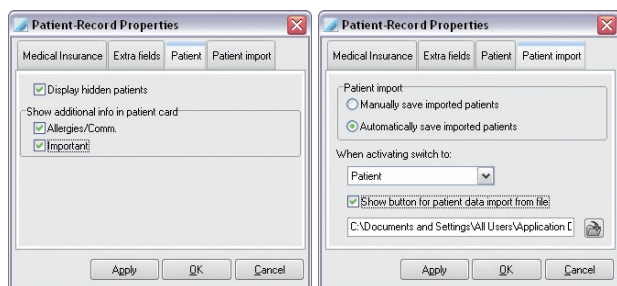 Patient-Record Properties
Medical Insurance Extra fields Patient Patient import
Display hidden patients
Show additional info in patient card
Allergies/Comm.
Important
Apply OK Cancel
Patient-Record Properties
Medical Insurance Extra fields Patient Patient import
Patient import
Manually save imported patients
Automatically save imported patients
When activating switch to:
Patient
Show button for patient data import from file
C:\Documents and Settings\All Users\Application D
Apply OK Cancel